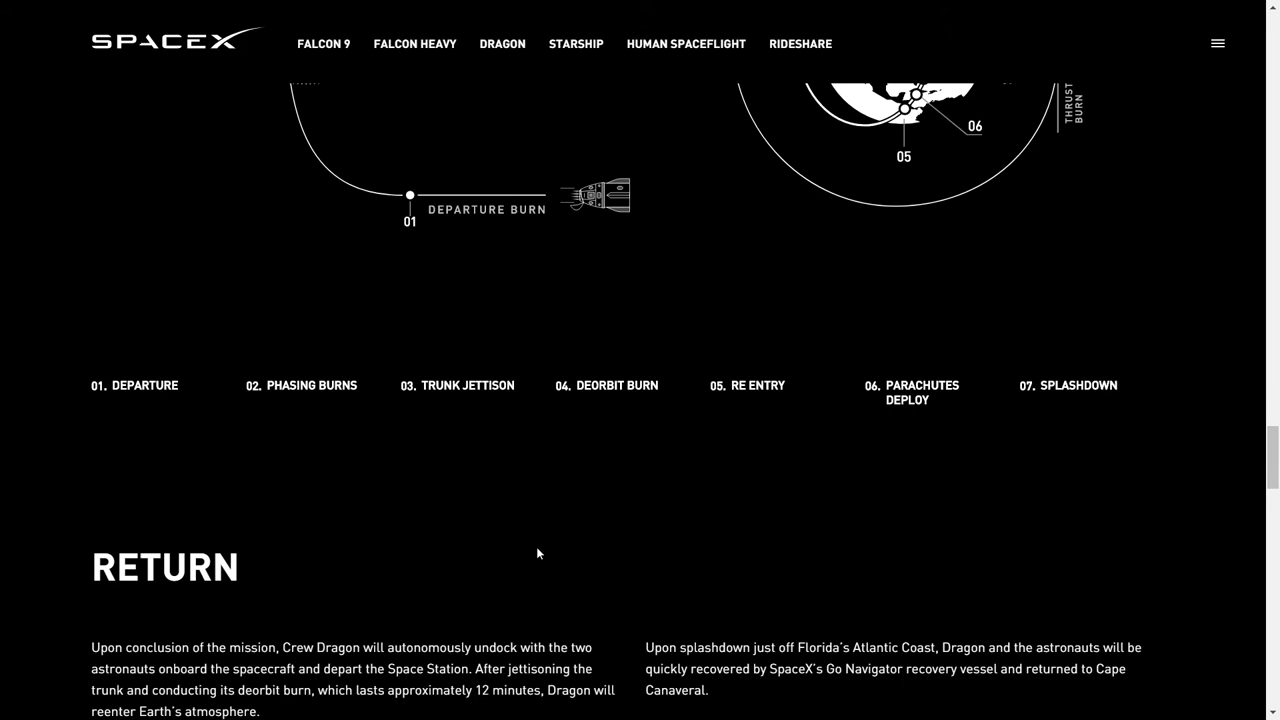 SPACEX
FALCON 9 FALCON HEAVY DRAGON STARSHIP HUMAN SPACEFLIGHT RIDESHARE
THRUST
BURN
06
05
DEPARTURE BURN
01
01. DEPARTURE
02. PHASING BURNS
03. TRUNK JETTISON
04. DEORBIT BURN
05. RE ENTRY
06. PARACHUTES
DEPLOY
07. SPLASHDOWN
RETURN
Upon conclusion of the mission, Crew Dragon will autonomously undock with the two
astronauts onboard the spacecraft and depart the Space Station. After jettisoning the
trunk and conducting its deorbit burn, which lasts approximately 12 minutes, Dragon will
reenter Earth's atmosphere.
Upon splashdown just off Florida's Atlantic Coast, Dragon and the astronauts will be
quickly recovered by SpaceX's Go Navigator recovery vessel and returned to Cape
Canaveral.